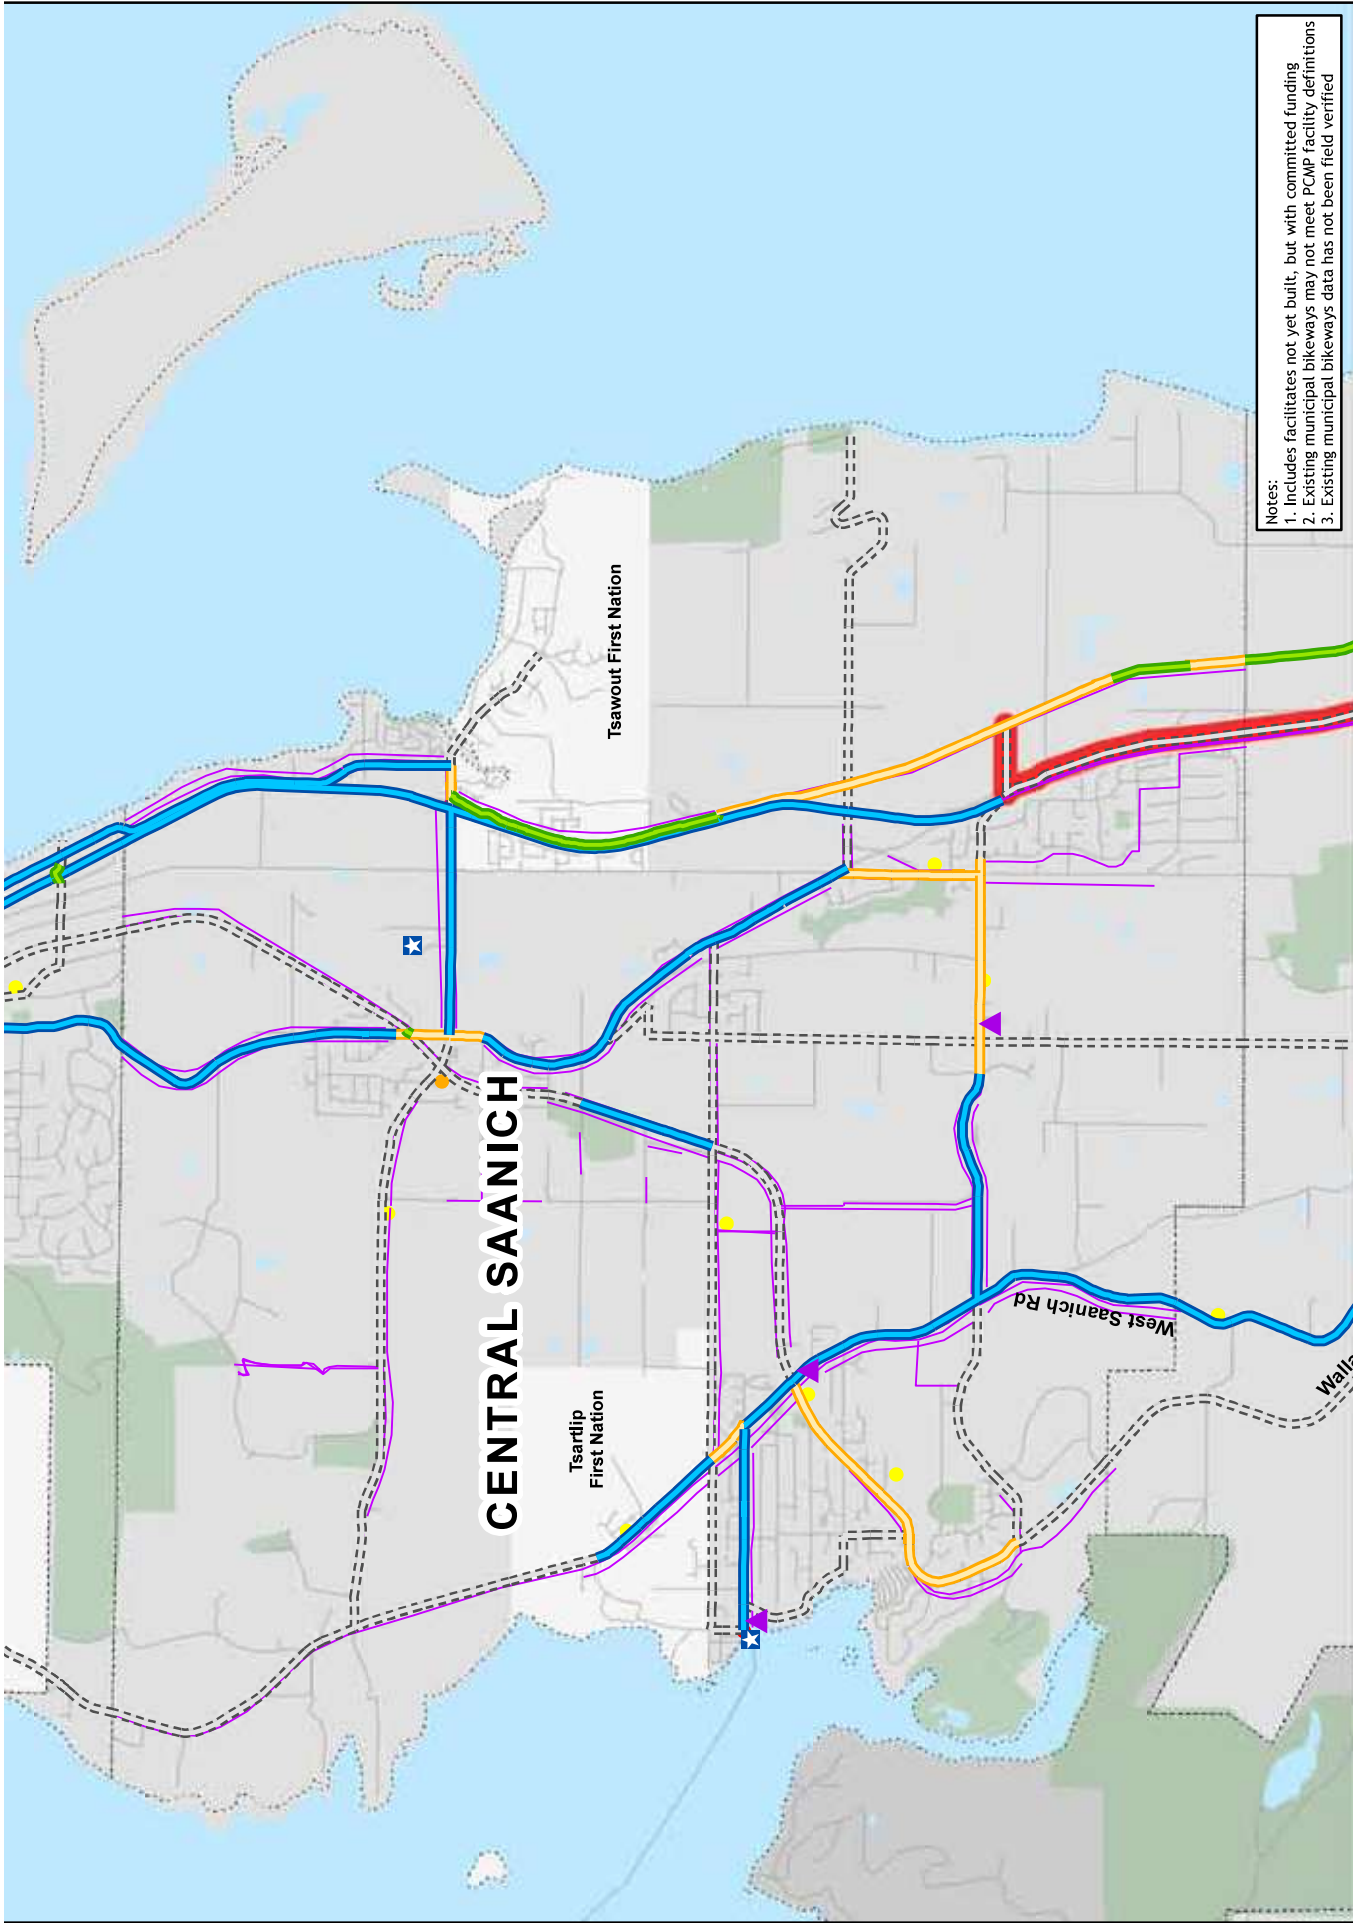 CENTRAL SAANICH
Tsawout First Nation
Tsartlip
First Nation
West Saanich Rd
Notes:
1. Includes facilitates not yet built, but with committed funding
2. Existing municipal bikeways may not meet PCMP facility definitions
3. Existing municipal bikeways data has not been field verified